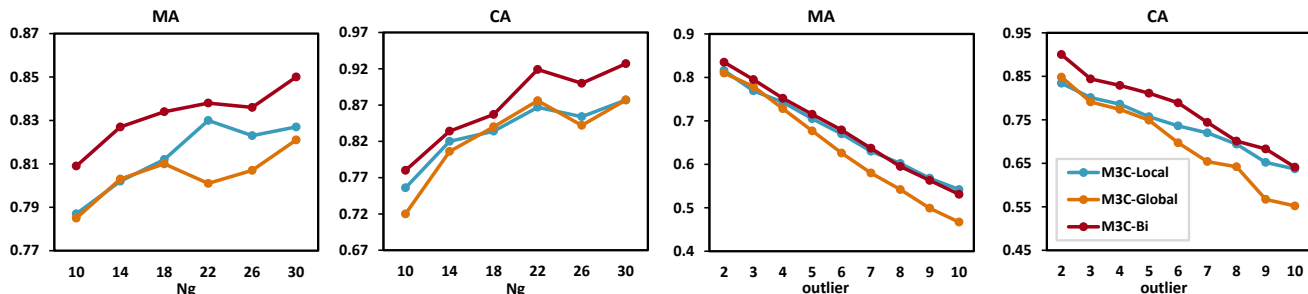 MA
0.87
0.85
0.83
0.81
0.79
0.77
10 14 18 22 26 30
Ng
CA
0.97
0.92
0.87
0.82
0.77
0.72
0.67
10 14 18 22 26 30
Ng
MA
0.9
0.8
0.7
0.6
0.5
0.4
2 3 4 5 6 7 8 9 10
outlier
CA
0.95
0.85
0.75
0.65
0.55
0.45
M3C-Local
M3C-Global
M3C-Bi
2 3 4 5 6 7 8 9 10
outlier